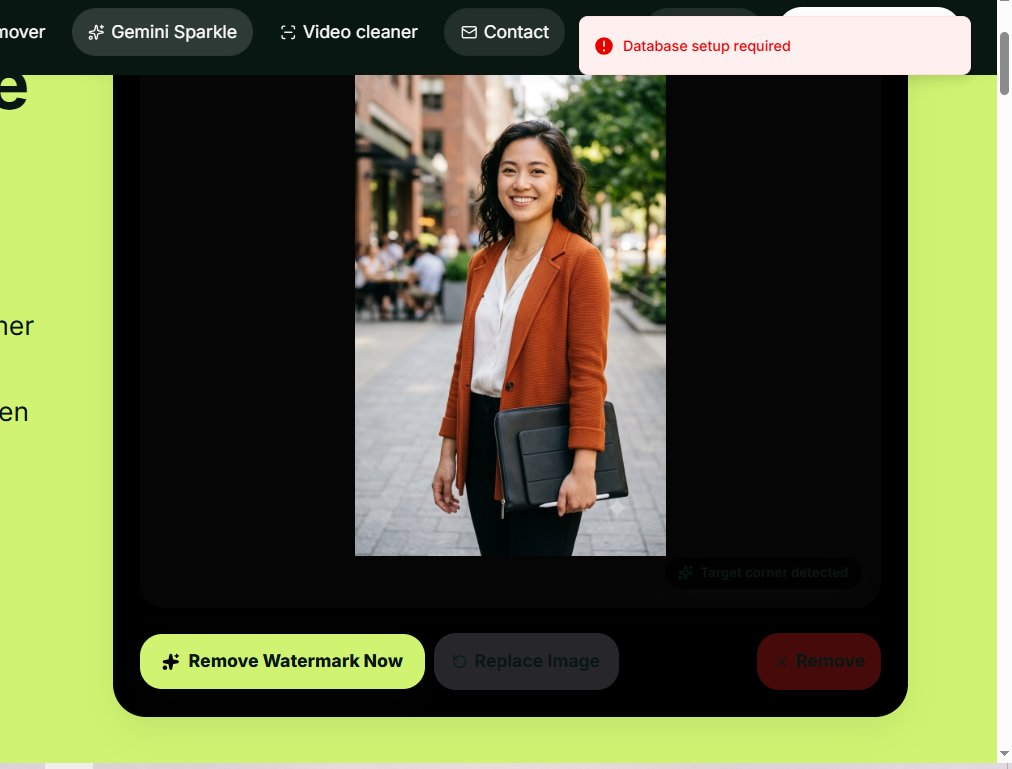 mover
Gemini Sparkle
Video cleaner
Contact
Database setup required
e
ner
en
Target corner detected
Remove Watermark Now
Replace Image
Remove